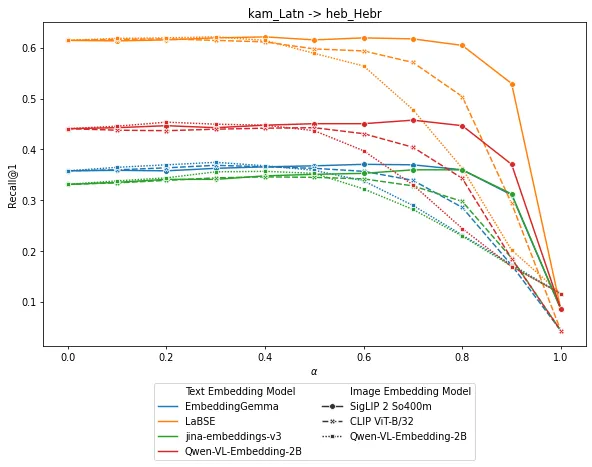 kam_Latn -> heb_Hebr
Recall@1
0.6
0.5
0.4
0.3
0.2
0.1
0.0 0.2 0.4 0.6 0.8 1.0
α
Text Embedding Model Image Embedding Model
EmbeddingGemma SigLIP 2 So400m
LaBSE CLIP ViT-B/32
jina-embeddings-v3 Qwen-VL-Embedding-2B
Qwen-VL-Embedding-2B